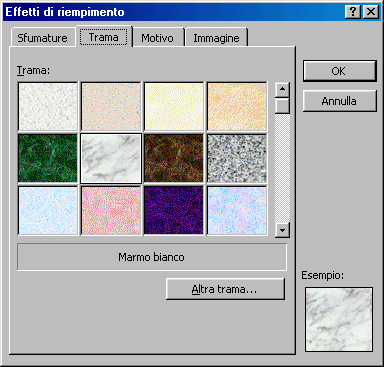 Effetti di riempimento
Sfumature
Trama
Motivo
Immagine
Trama:
OK
Annulla
Marmo bianco
Altra trama...
Esempio: